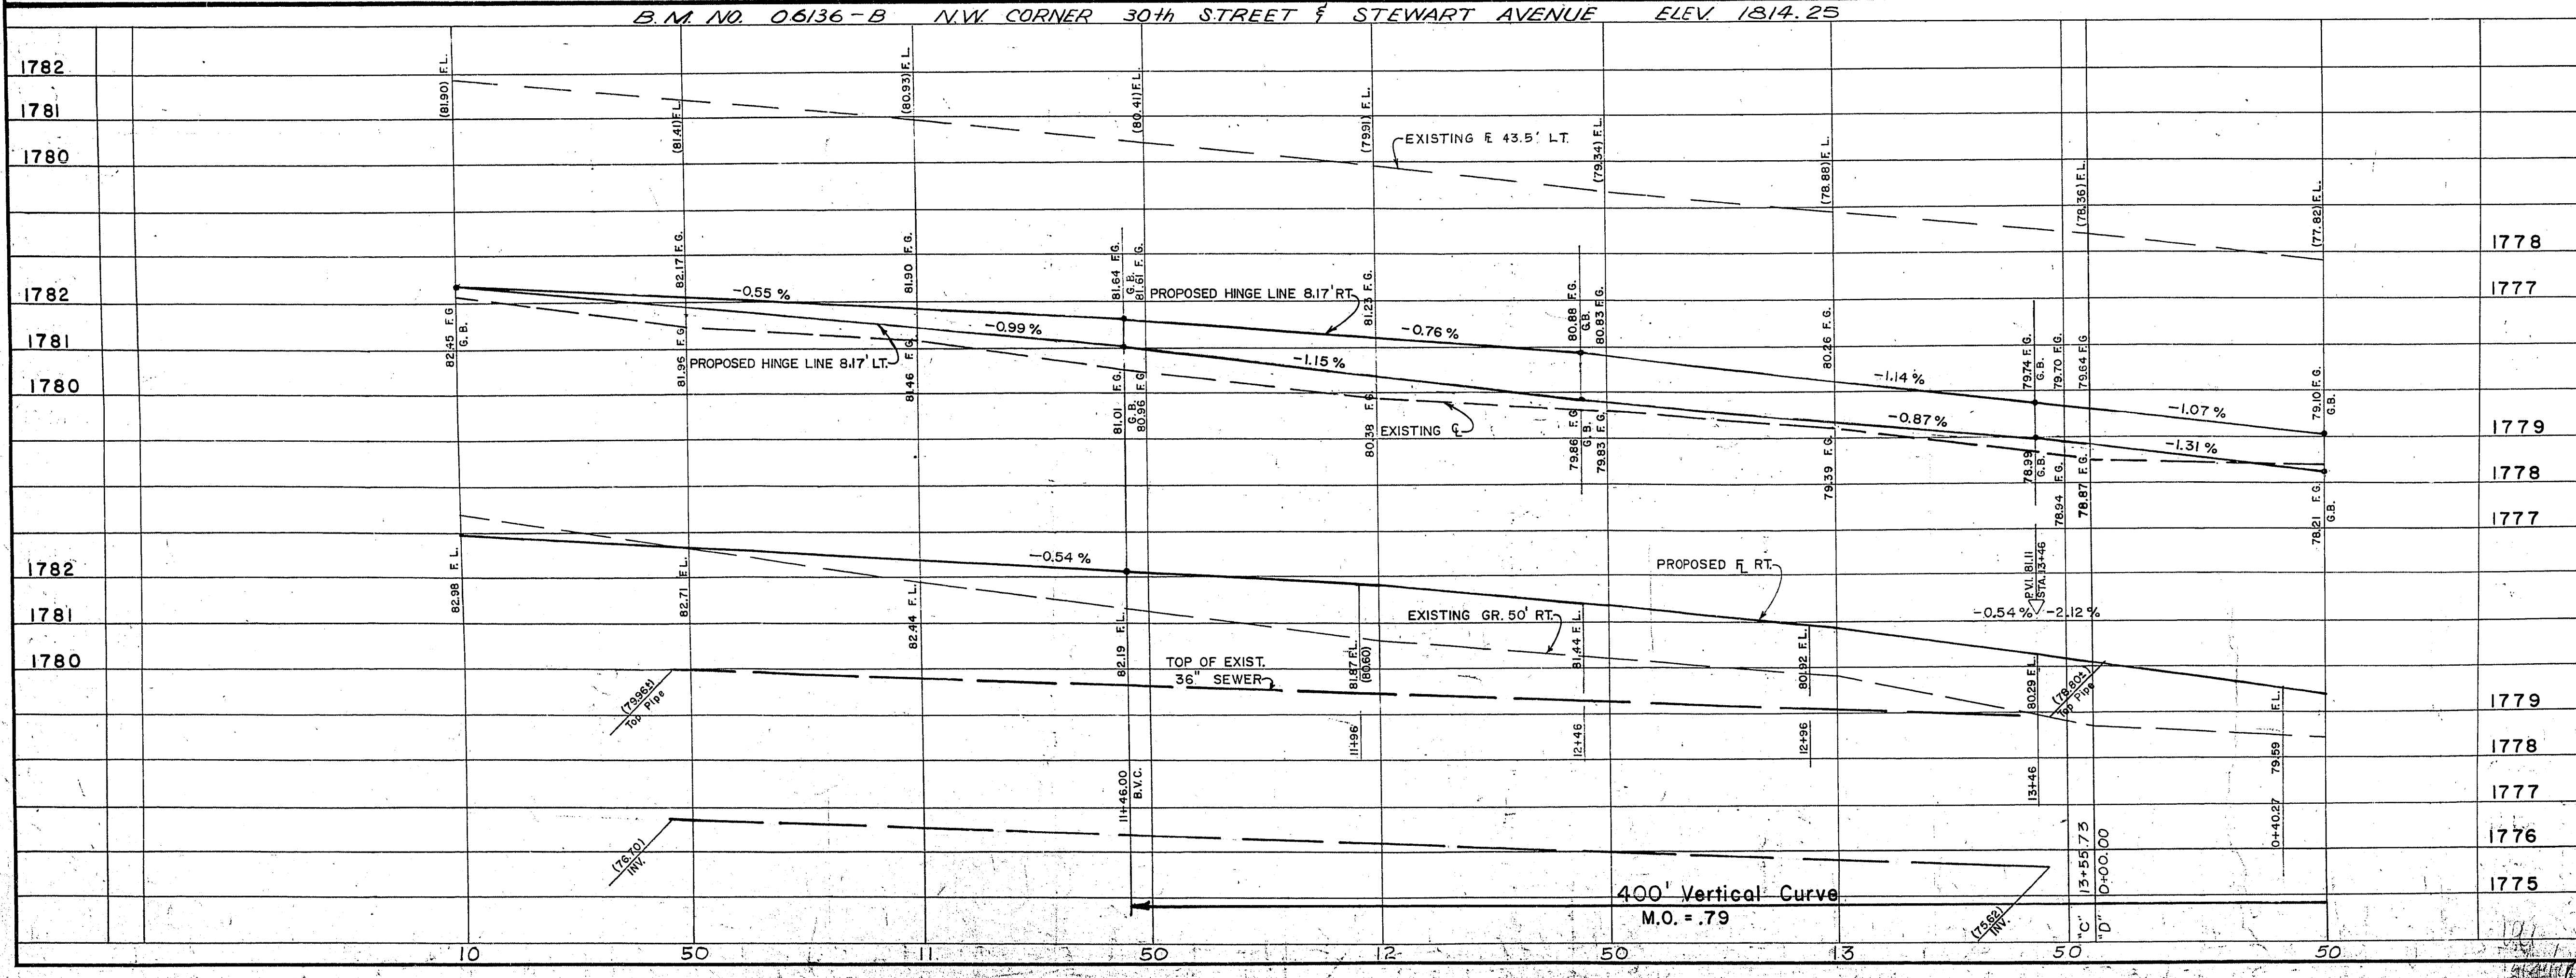 B.M. NO. 06136-B N.W. CORNER 30th STREET & STEWART AVENUE ELEV. 1814.25
1782
1781
1780
(81.90) F.L.
(81.41) F.L.
(80.93) F.L.
(80.41) F.L.
(79.91) F.L.
(79.34) F.L.
(78.88) F.L.
(78.36) F.L.
(77.82) F.L.
EXISTING FL 43.5' LT.
1778
1777
1782
1781
1780
82.45 F.G.
G.B.
82.17 F.G.
81.90 F.G.
81.64 F.G.
G.B.
81.61 F.G.
81.23 F.G.
80.88 F.G.
G.B.
80.83 F.G.
80.26 F.G.
79.74 F.G.
G.B.
79.70 F.G.
79.64 F.G.
79.10 F.G.
G.B.
-0.55 %
PROPOSED HINGE LINE 8.17' RT.
-0.76 %
-1.14 %
-1.07 %
PROPOSED HINGE LINE 8.17' LT.
-0.99 %
-1.15 %
-0.87 %
-1.31 %
EXISTING ℄
81.96 F.G.
81.46 F.G.
81.01 F.G.
G.B.
80.96 F.G.
80.38 F.G.
79.86 F.G.
G.B.
79.83 F.G.
79.39 F.G.
78.99
G.B.
78.94 F.G.
78.87 F.G.
78.21 F.G.
G.B.
1779
1778
1777
1782
1781
1780
82.98 F.L.
82.71 F.L.
82.44 F.L.
82.19 F.L.
81.87 F.L.
(80.60)
81.44 F.L.
80.92 F.L.
80.29 F.L.
79.59 F.L.
-0.54 %
PROPOSED FL RT.
EXISTING GR. 50' RT.
P.V.I. 81.11
STA. 13+46
-0.54 % -2.12 %
TOP OF EXIST.
36" SEWER
(79.96±)
Top Pipe
(78.80±)
Top Pipe
11+46.00
B.V.C.
11+96
12+46
12+96
13+46
0+40.27
1779
1778
1777
1776
1775
(76.70)
INV.
(75.62)
INV.
"C" 13+55.73
"D" 0+00.00
400' Vertical Curve
M.O. = .79
10 50 11 50 12 50 13 50 50